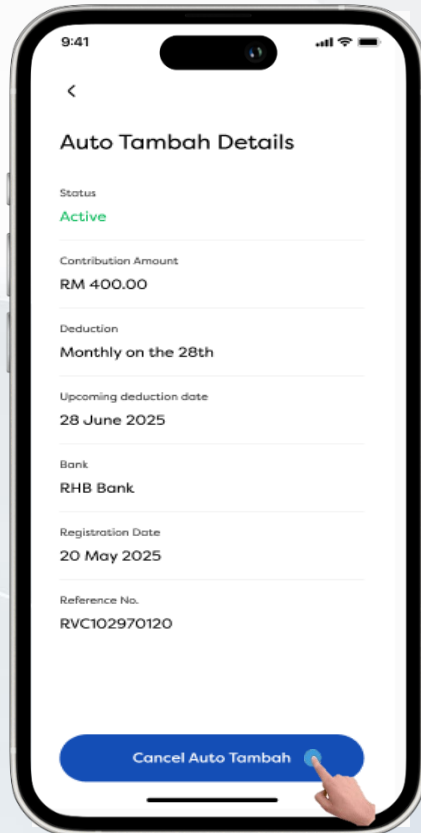 9:41
Auto Tambah Details
Status
Active
Contribution Amount
RM 400.00
Deduction
Monthly on the 28th
Upcoming deduction date
28 June 2025
Bank
RHB Bank
Registration Date
20 May 2025
Reference No.
RVC102970120
Cancel Auto Tambah